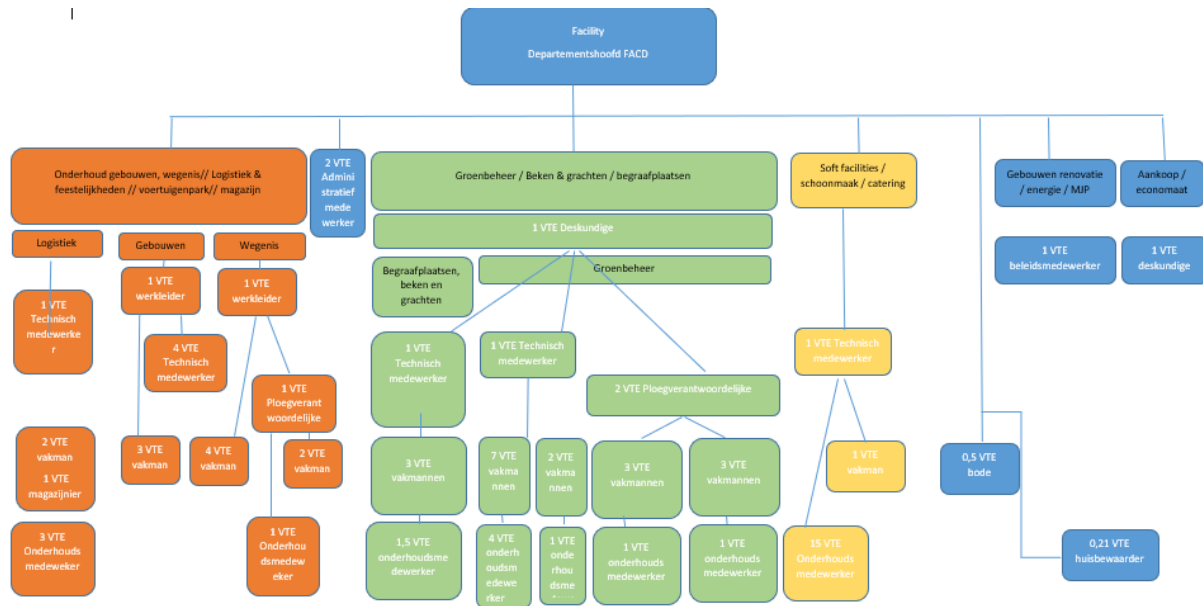 Facility
Departementshoofd FACD
Onderhoud gebouwen, wegenis// Logistiek &
feestelijkheden // voertuigenpark// magazijn
2 VTE
Admini
stratief
mede
werker
Groenbeheer / Beken & grachten / begraafplaatsen
Soft facilities /
schoonmaak / catering
Gebouwen renovatie
/ energie / MJP
Aankoop /
economaat
1 VTE Deskundige
Logistiek
Gebouwen
Wegenis
Begraafplaatsen,
beken en
grachten
Groenbeheer
1 VTE
beleidsmedewerker
1 VTE
deskundige
1 VTE
Technisch
medewerke
r
1 VTE
werkleider
1 VTE
werkleider
4 VTE
Technisch
medewerker
1 VTE
Technisch
medewerker
1 VTE Technisch
medewerker
1 VTE Technisch
medewerker
1 VTE
Ploegverant
woordelijke
2 VTE Ploegverantwoordelijke
2 VTE
vakman
1 VTE
magazijnier
3 VTE
vakman
4 VTE
vakman
2 VTE
vakman
3 VTE
vakmannen
7 VTE
vakma
nnen
2 VTE
vakma
nnen
3 VTE
vakmannen
3 VTE
vakmannen
1 VTE
vakman
0,5 VTE
bode
3 VTE
Onderhouds
medeweker
1 VTE
Onderhou
dsmedew
eker
1,5 VTE
onderhoudsme
dewerker
4 VTE
onderh
oudsm
edewe
rker
1 VTE
onde
rhou
dsme
1 VTE
onderhouds
medewerker
1 VTE
onderhouds
medewerker
15 VTE
Onderhouds
medewerker
0,21 VTE
huisbewaarder